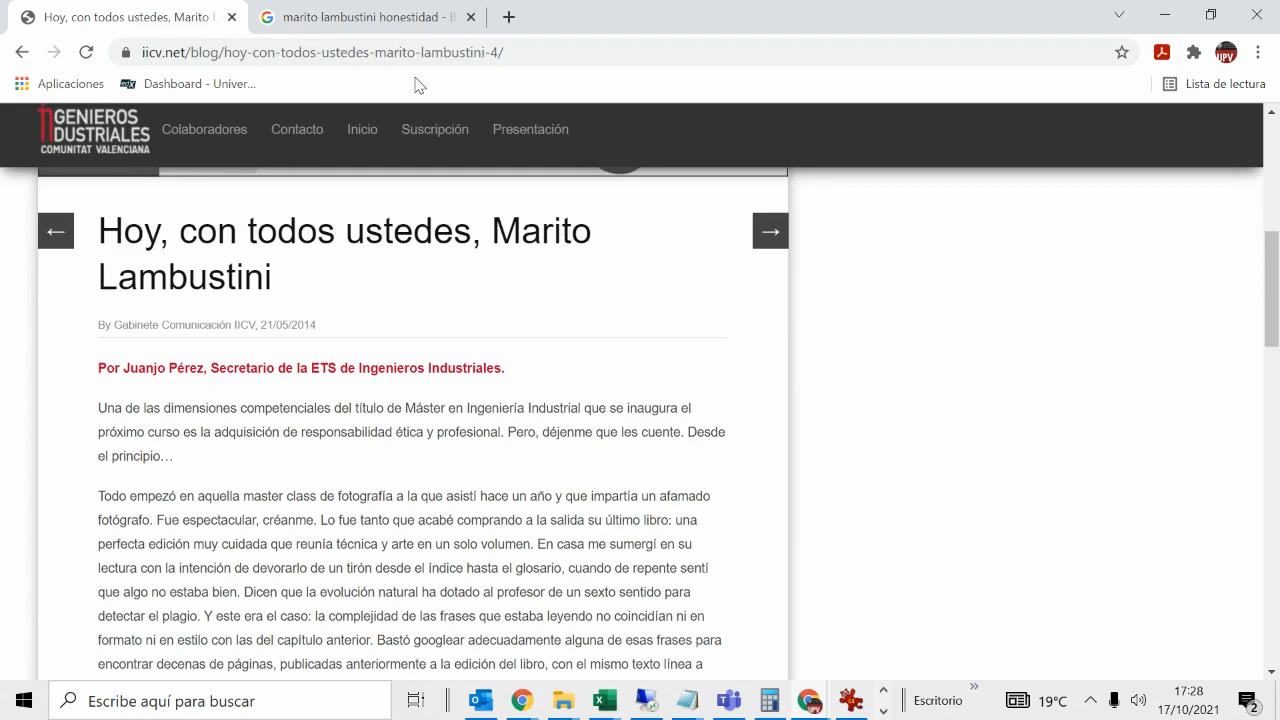 Hoy, con todos ustedes, Marito L
marito lambustini honestidad - B
iicv.net/blog/hoy-con-todos-ustedes-marito-lambustini-4/
UPV
Aplicaciones
edX
Dashboard - Univer...
Lista de lectura
INGENIEROS
INDUSTRIALES
COMUNITAT VALENCIANA
Colaboradores
Contacto
Inicio
Suscripción
Presentación
← Hoy, con todos ustedes, Marito →
Lambustini
By Gabinete Comunicación IICV, 21/05/2014
Por Juanjo Pérez, Secretario de la ETS de Ingenieros Industriales.
Una de las dimensiones competenciales del título de Máster en Ingeniería Industrial que se inaugura el
próximo curso es la adquisición de responsabilidad ética y profesional. Pero, déjenme que les cuente. Desde
el principio…
Todo empezó en aquella master class de fotografía a la que asistí hace un año y que impartía un afamado
fotógrafo. Fue espectacular, créanme. Lo fue tanto que acabé comprando a la salida su último libro: una
perfecta edición muy cuidada que reunía técnica y arte en un solo volumen. En casa me sumergí en su
lectura con la intención de devorarlo de un tirón desde el índice hasta el glosario, cuando de repente sentí
que algo no estaba bien. Dicen que la evolución natural ha dotado al profesor de un sexto sentido para
detectar el plagio. Y este era el caso: la complejidad de las frases que estaba leyendo no coincidían ni en
formato ni en estilo con las del capítulo anterior. Bastó googlear adecuadamente alguna de esas frases para
encontrar decenas de páginas, publicadas anteriormente a la edición del libro, con el mismo texto línea a
Escribe aquí para buscar
Escritorio
»
19°C
17:28
17/10/2021
2